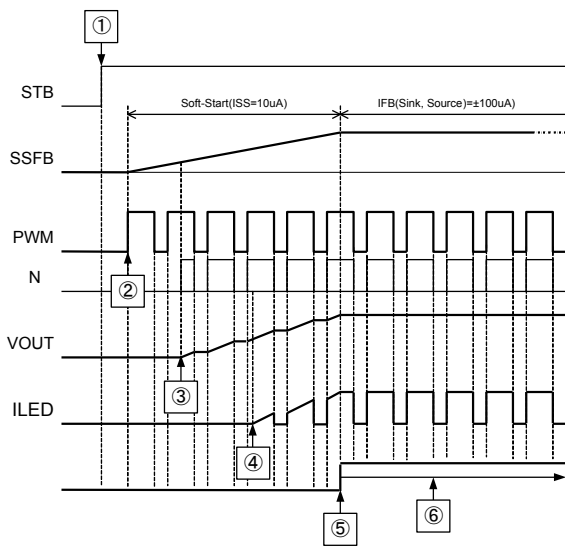 ①
STB
Soft-Start(ISS=10uA)
IFB(Sink, Source)=±100uA)
SSFB
PWM
②
N
VOUT
③
ILED
④
⑤
⑥